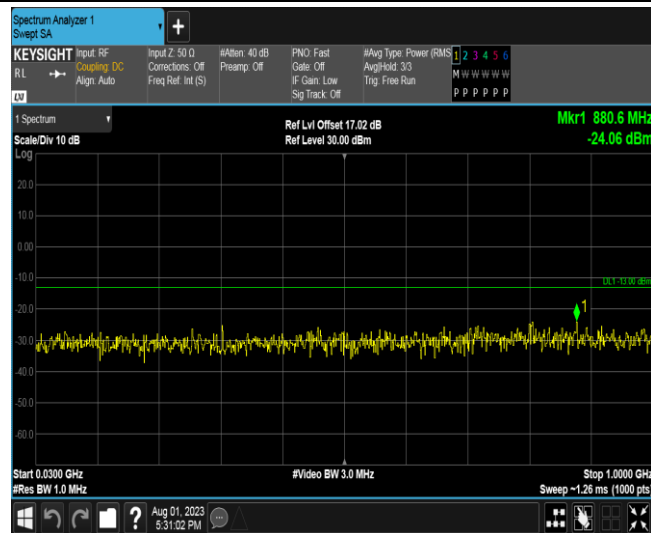 Spectrum Analyzer 1
Swept SA
+
KEYSIGHT
R L
LXI
Input: RF
Coupling: DC
Align: Auto
Input Z: 50 Ω
Corrections: Off
Freq Ref: Int (S)
#Atten: 40 dB
Preamp: Off
PNO: Fast
Gate: Off
IF Gain: Low
Sig Track: Off
#Avg Type: Power (RMS
Avg|Hold: 3/3
Trig: Free Run
1 2 3 4 5 6
M W W W W W
P P P P P P
1 Spectrum
Scale/Div 10 dB
Log
Ref Lvl Offset 17.02 dB
Ref Level 30.00 dBm
Mkr1 880.6 MHz
-24.06 dBm
20.0
10.0
0.00
-10.0
DL1 -13.00 dBm
-20.0
1
-30.0
-40.0
-50.0
-60.0
Start 0.0300 GHz
#Res BW 1.0 MHz
#Video BW 3.0 MHz
Stop 1.0000 GHz
Sweep ~1.26 ms (1000 pts)
?
Aug 01, 2023
5:31:02 PM